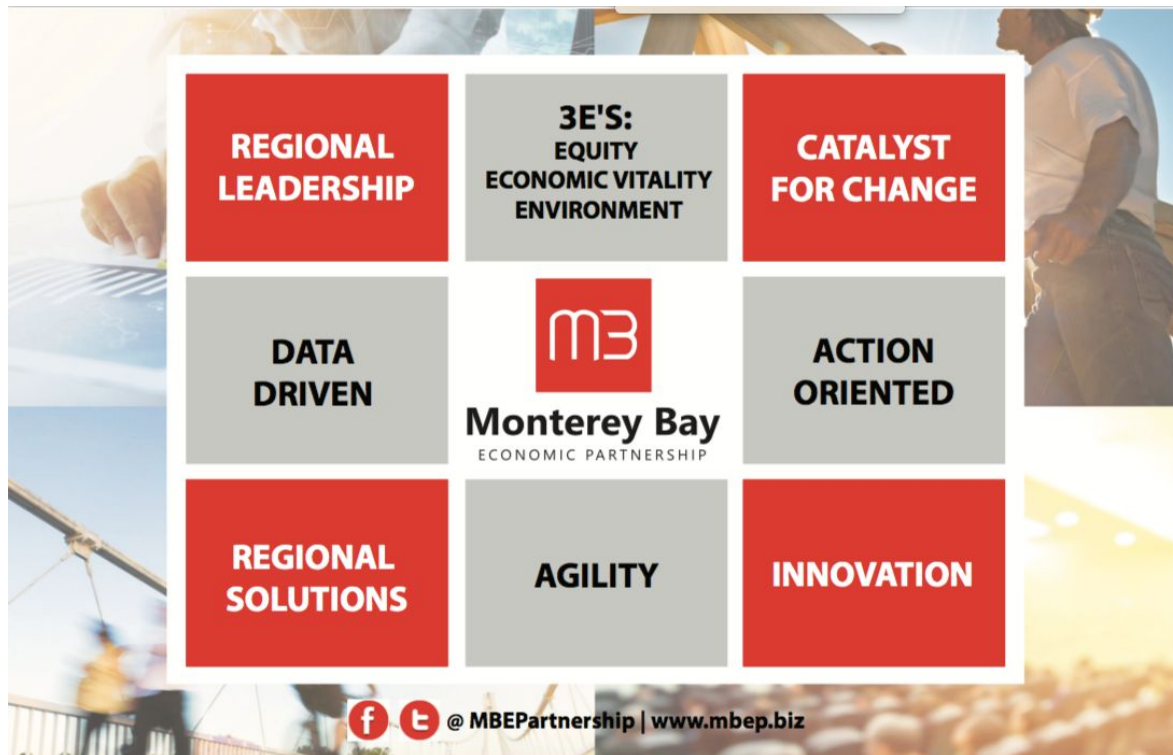 REGIONAL
LEADERSHIP
3E'S:
EQUITY
ECONOMIC VITALITY
ENVIRONMENT
CATALYST
FOR CHANGE
DATA
DRIVEN
Monterey Bay
ECONOMIC PARTNERSHIP
ACTION
ORIENTED
REGIONAL
SOLUTIONS
AGILITY
INNOVATION
@ MBEPartnership | www.mbep.biz